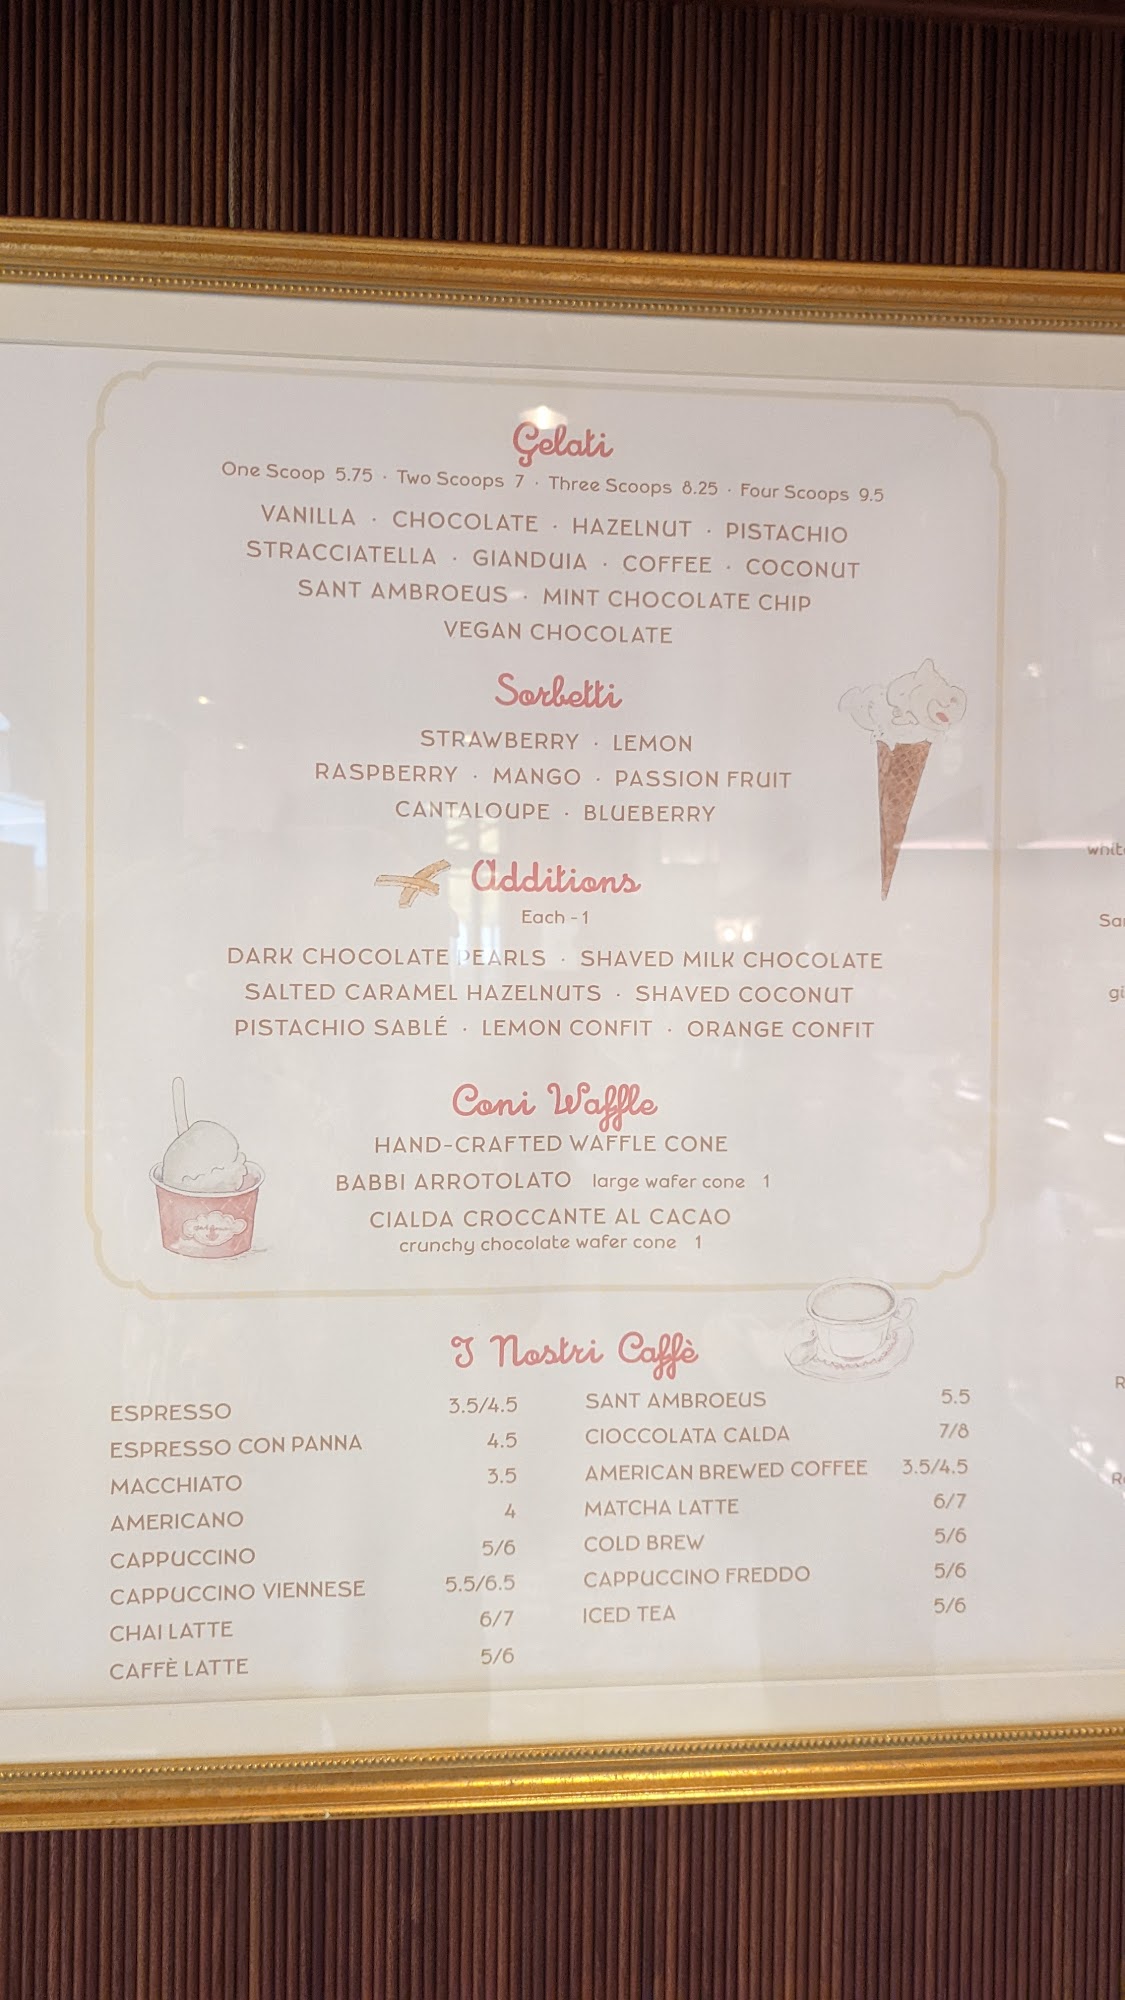 Gelati
One Scoop 5.75 · Two Scoops 7 · Three Scoops 8.25 · Four Scoops 9.5
VANILLA · CHOCOLATE · HAZELNUT · PISTACHIO
STRACCIATELLA · GIANDUIA · COFFEE · COCONUT
SANT AMBROEUS · MINT CHOCOLATE CHIP
VEGAN CHOCOLATE
Sorbetti
STRAWBERRY · LEMON
RASPBERRY · MANGO · PASSION FRUIT
CANTALOUPE · BLUEBERRY
Additions
Each - 1
DARK CHOCOLATE PEARLS · SHAVED MILK CHOCOLATE
SALTED CARAMEL HAZELNUTS · SHAVED COCONUT
PISTACHIO SABLÉ · LEMON CONFIT · ORANGE CONFIT
Coni Waffle
HAND-CRAFTED WAFFLE CONE
BABBI ARROTOLATO large wafer cone 1
CIALDA CROCCANTE AL CACAO
crunchy chocolate wafer cone 1
I Nostri Caffè
ESPRESSO 3.5/4.5
ESPRESSO CON PANNA 4.5
MACCHIATO 3.5
AMERICANO 4
CAPPUCCINO 5/6
CAPPUCCINO VIENNESE 5.5/6.5
CHAI LATTE 6/7
CAFFÈ LATTE 5/6
SANT AMBROEUS 5.5
CIOCCOLATA CALDA 7/8
AMERICAN BREWED COFFEE 3.5/4.5
MATCHA LATTE 6/7
COLD BREW 5/6
CAPPUCCINO FREDDO 5/6
ICED TEA 5/6